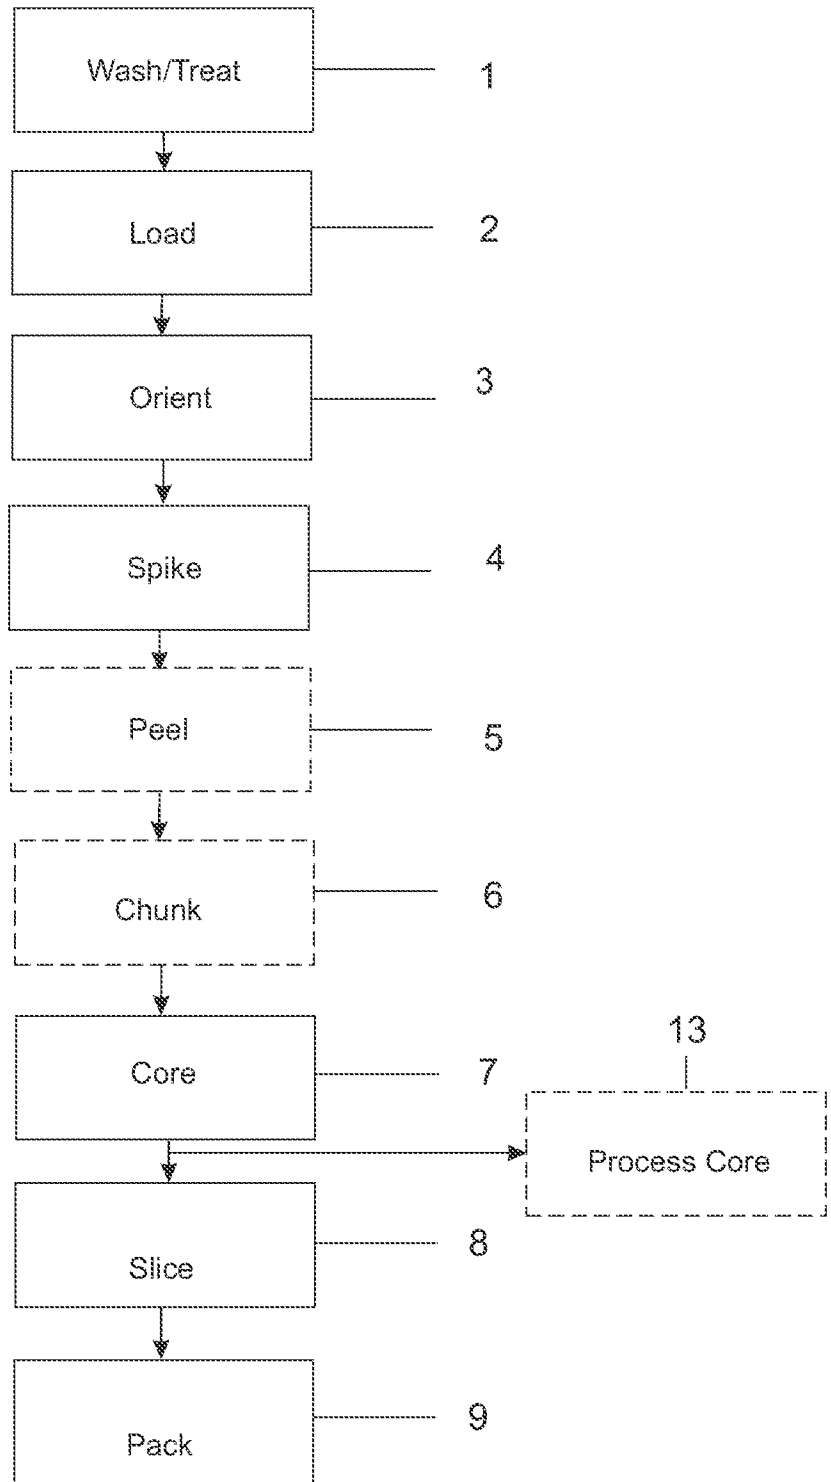 Wash/Treat
1
Load
2
Orient
3
Spike
4
Peel
5
Chunk
6
Core
7
13
Process Core
Slice
8
Pack
9